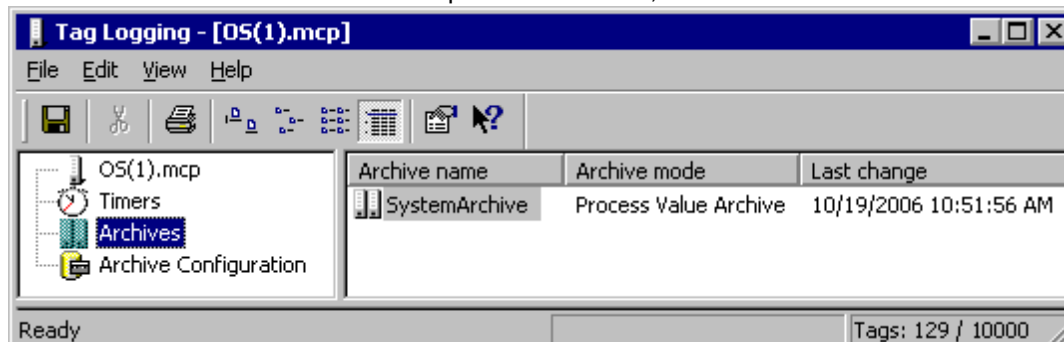 Tag Logging - [OS(1).mcp]
File Edit View Help
OS(1).mcp
Timers
Archives
Archive Configuration
Archive name Archive mode Last change
SystemArchive Process Value Archive 10/19/2006 10:51:56 AM
Ready Tags: 129 / 10000